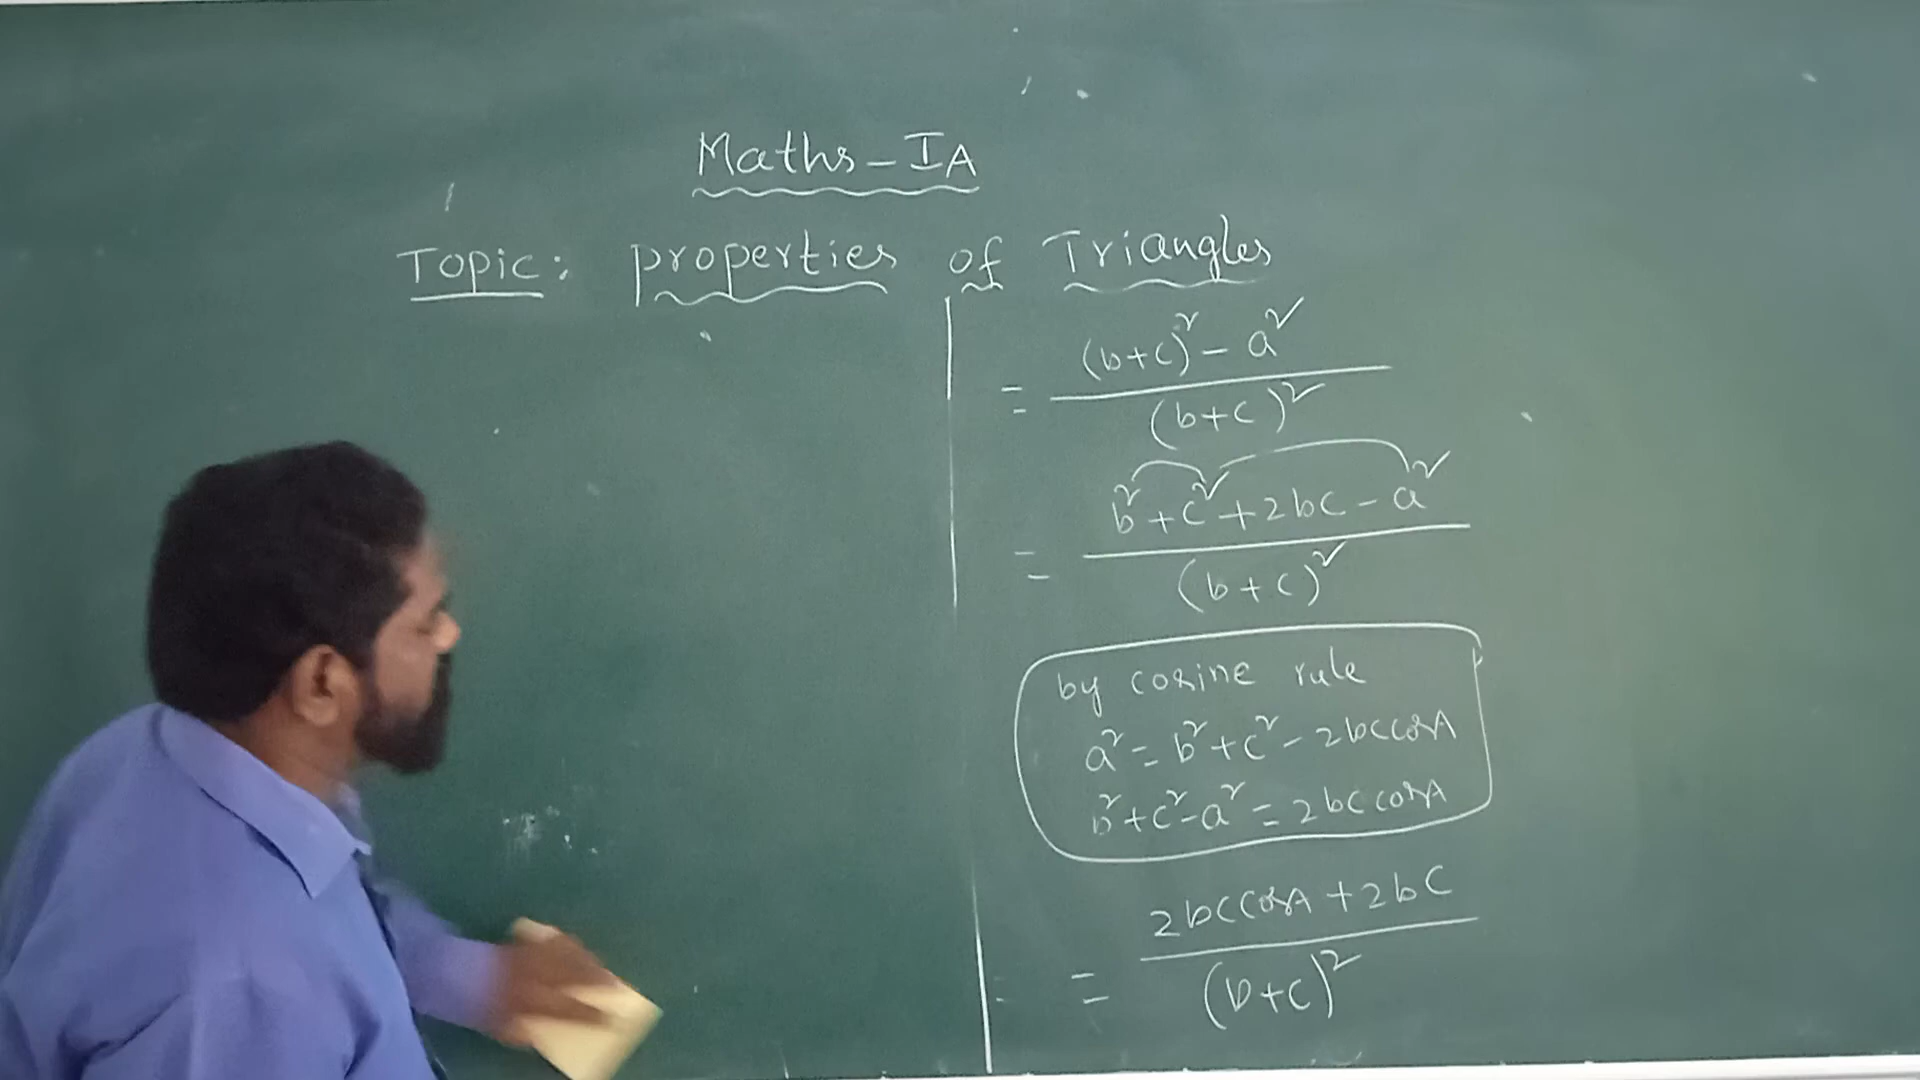 Maths - IA
Topic: properties of Triangles
= (b+c)² - a² / (b+c)²
= b²+c²+2bc-a² / (b+c)²
by cosine rule
a² = b²+c²-2bc cosA
b²+c²-a² = 2bc cosA
= 2bc cosA + 2bc / (b+c)²